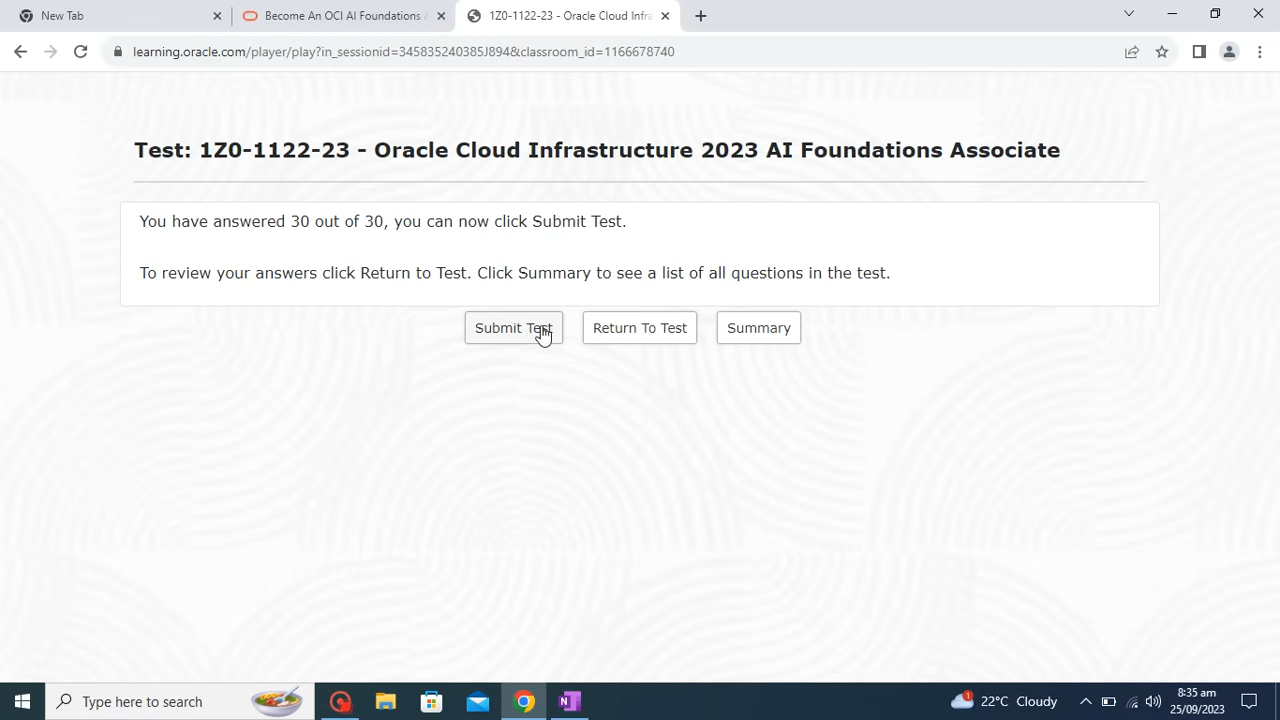 New Tab
Become An OCI AI Foundations A
1Z0-1122-23 - Oracle Cloud Infra
learning.oracle.com/player/play?in_sessionid=345835240385J894&classroom_id=1166678740
Test: 1Z0-1122-23 - Oracle Cloud Infrastructure 2023 AI Foundations Associate
You have answered 30 out of 30, you can now click Submit Test.
To review your answers click Return to Test. Click Summary to see a list of all questions in the test.
Submit Test
Return To Test
Summary
Type here to search
1
22°C Cloudy
8:35 am
25/09/2023